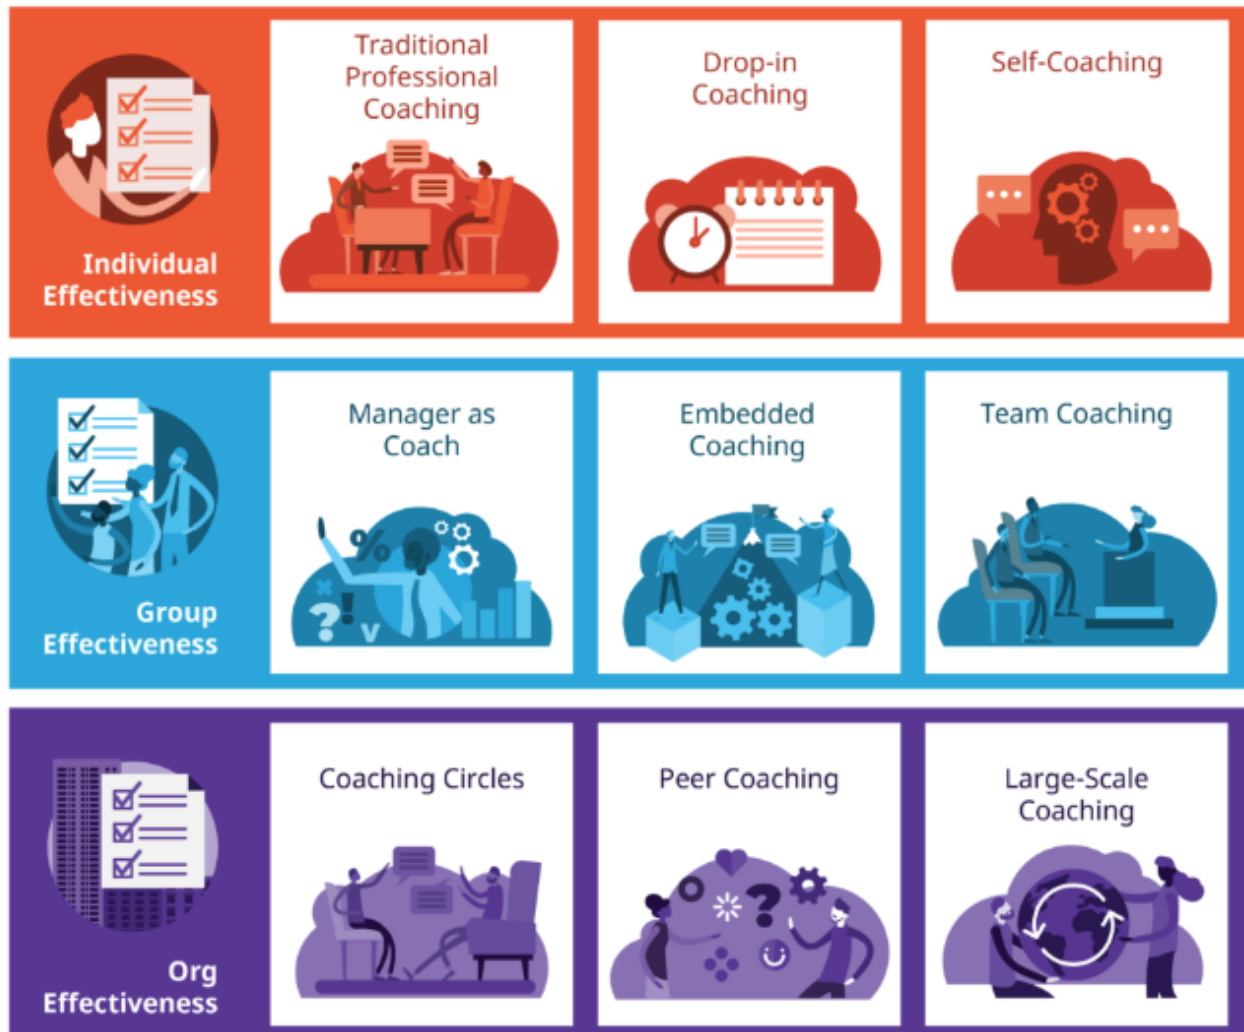 Individual
Effectiveness
Traditional
Professional
Coaching
Drop-in
Coaching
Self-Coaching
Group
Effectiveness
Manager as
Coach
Embedded
Coaching
Team Coaching
Org
Effectiveness
Coaching Circles
Peer Coaching
Large-Scale
Coaching